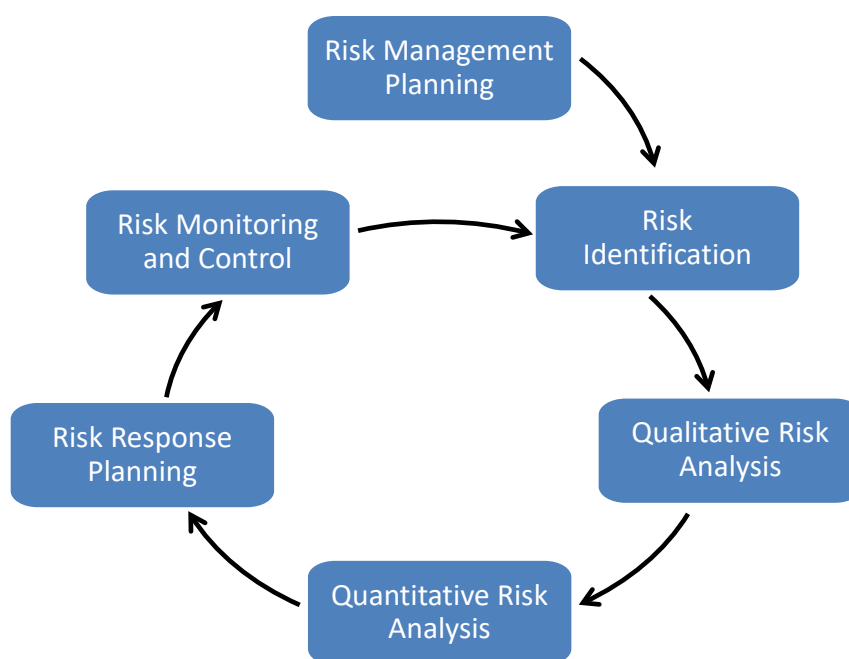 Risk Management
Planning
Risk
Identification
Qualitative Risk
Analysis
Quantitative Risk
Analysis
Risk Response
Planning
Risk Monitoring
and Control